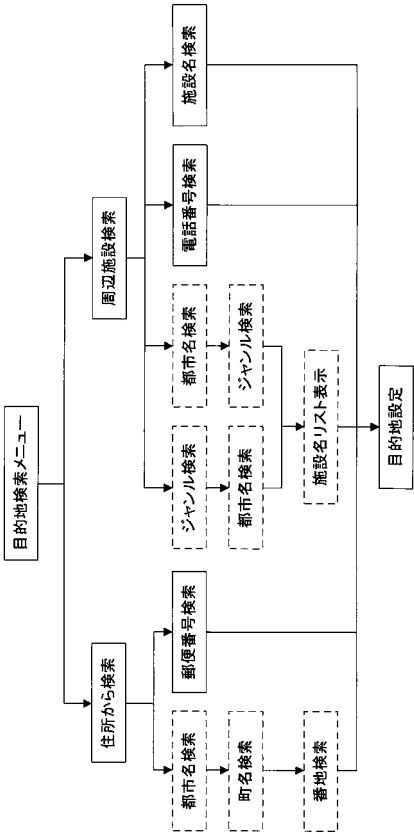 目的地検索メニュー
住所から検索
周辺施設検索
都市名検索
郵便番号検索
ジャンル検索
都市名検索
電話番号検索
施設名検索
町名検索
都市名検索
ジャンル検索
番地検索
施設名リスト表示
目的地設定